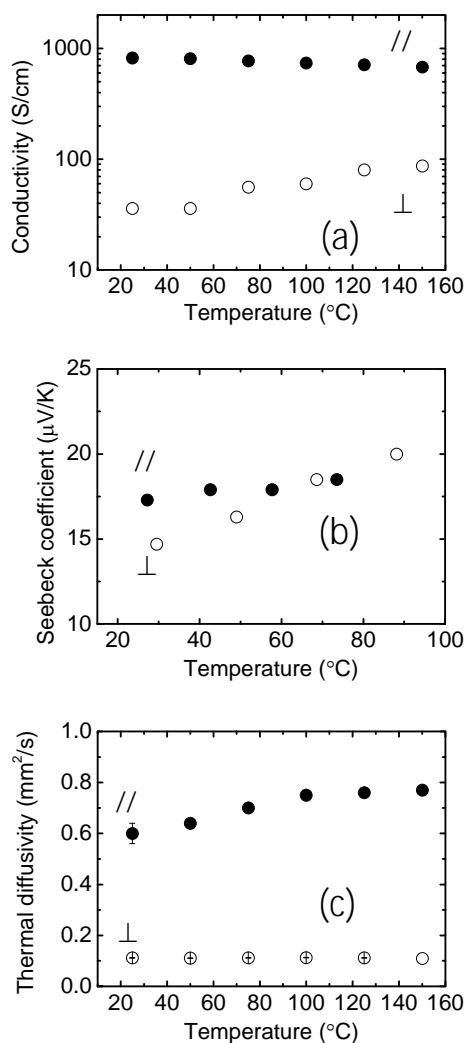 1000
//
Conductivity (S/cm)
100
⊥
(a)
10
20 40 60 80 100 120 140 160
Temperature (°C)
25
Seebeck coefficient (μV/K)
20
//
15
(b)
⊥
10
20 40 60 80 100
Temperature (°C)
1.0
Thermal diffusivity (mm²/s)
0.8
//
0.6
0.4
(c)
⊥
0.2
0.0
20 40 60 80 100 120 140 160
Temperature (°C)